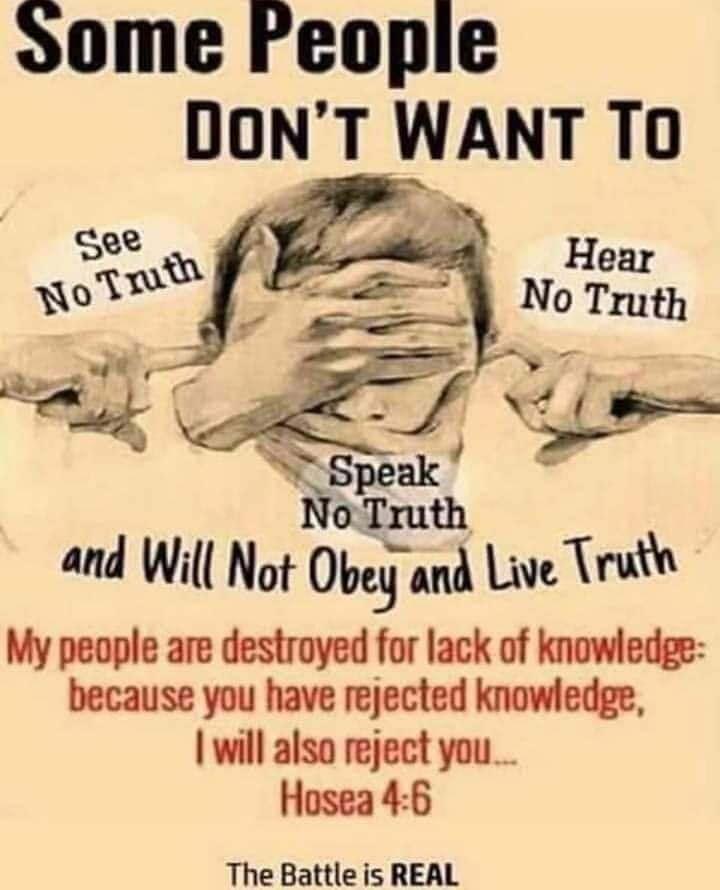 Some People
DON'T WANT TO
See
No Truth
Hear
No Truth
Speak
No Truth
and Will Not Obey and Live Truth
My people are destroyed for lack of knowledge:
because you have rejected knowledge,
I will also reject you...
Hosea 4:6
The Battle is REAL